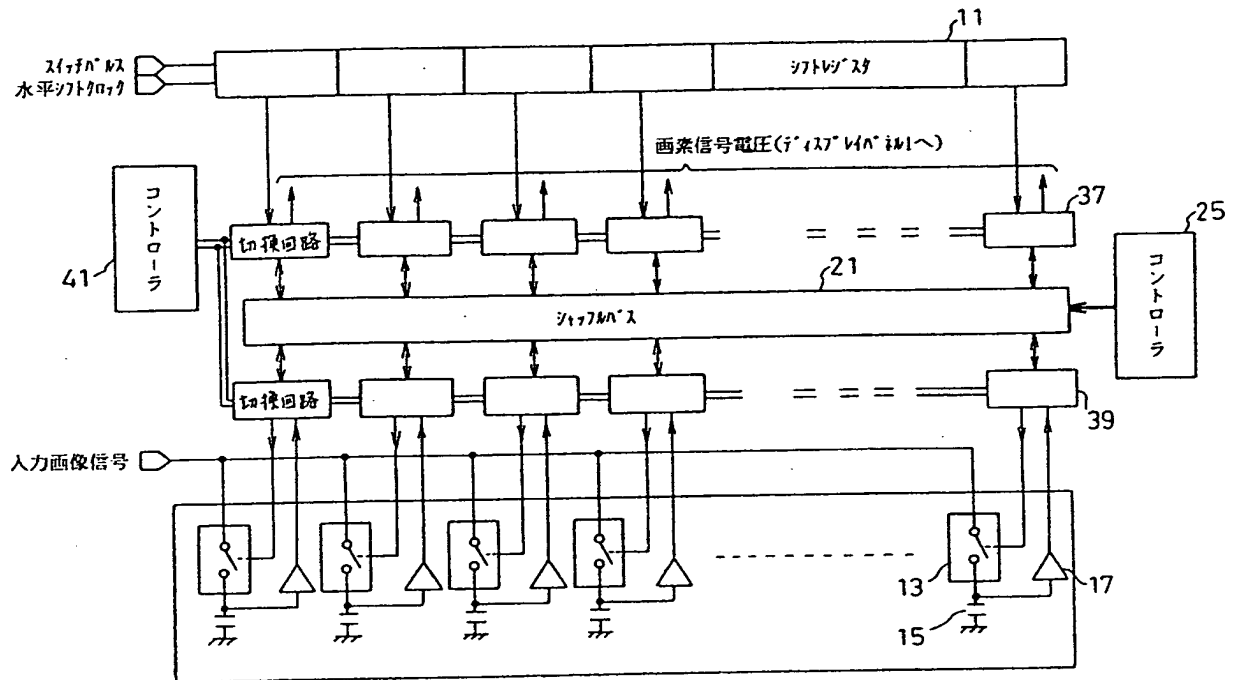 11
スイッチパルス
シフトレジスタ
水平シフトクロック
画素信号電圧(ディスプレイパネル1へ)
コントローラ
37
25
切換回路
41
コントローラ
21
シャッフルバス
切換回路
39
入力画像信号
13
17
15